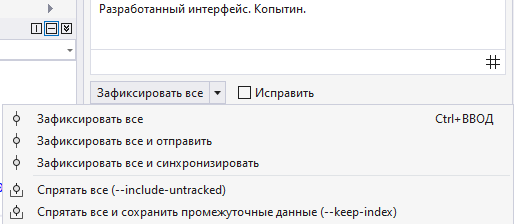 Разработанный интерфейс. Копытин.
Зафиксировать все
Исправить
Зафиксировать все Ctrl+ВВОД
Зафиксировать все и отправить
Зафиксировать все и синхронизировать
Спрятать все (--include-untracked)
Спрятать все и сохранить промежуточные данные (--keep-index)